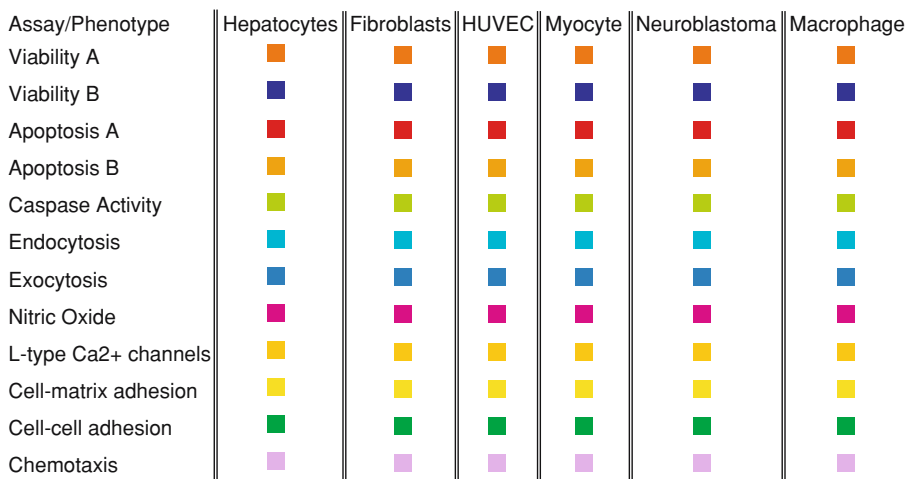 Assay/Phenotype Hepatocytes Fibroblasts HUVEC Myocyte Neuroblastoma Macrophage
Viability A
Viability B
Apoptosis A
Apoptosis B
Caspase Activity
Endocytosis
Exocytosis
Nitric Oxide
L-type Ca2+ channels
Cell-matrix adhesion
Cell-cell adhesion
Chemotaxis